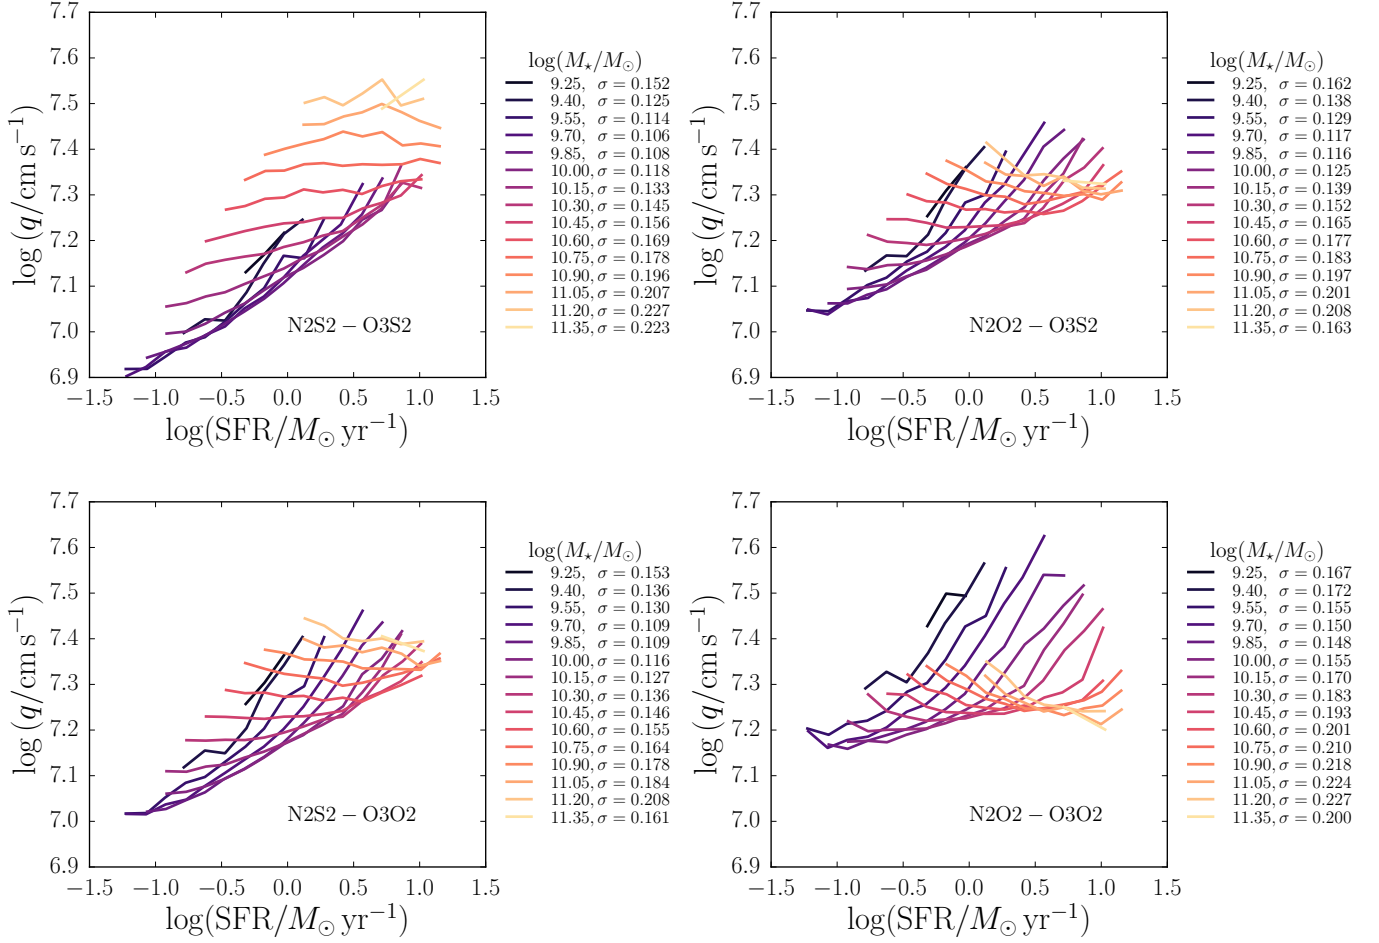 7.7
7.6
7.5
7.4
7.3
7.2
7.1
7.0
6.9
log (q/cm s⁻¹)
−1.5 −1.0 −0.5 0.0 0.5 1.0 1.5
log(SFR/M⊙ yr⁻¹)
N2S2 − O3S2
log(M⋆/M⊙)
9.25, σ = 0.152
9.40, σ = 0.125
9.55, σ = 0.114
9.70, σ = 0.106
9.85, σ = 0.108
10.00, σ = 0.118
10.15, σ = 0.133
10.30, σ = 0.145
10.45, σ = 0.156
10.60, σ = 0.169
10.75, σ = 0.178
10.90, σ = 0.196
11.05, σ = 0.207
11.20, σ = 0.227
11.35, σ = 0.223
7.7
7.6
7.5
7.4
7.3
7.2
7.1
7.0
6.9
log (q/cm s⁻¹)
−1.5 −1.0 −0.5 0.0 0.5 1.0 1.5
log(SFR/M⊙ yr⁻¹)
N2O2 − O3S2
log(M⋆/M⊙)
9.25, σ = 0.162
9.40, σ = 0.138
9.55, σ = 0.129
9.70, σ = 0.117
9.85, σ = 0.116
10.00, σ = 0.125
10.15, σ = 0.139
10.30, σ = 0.152
10.45, σ = 0.165
10.60, σ = 0.177
10.75, σ = 0.183
10.90, σ = 0.197
11.05, σ = 0.201
11.20, σ = 0.208
11.35, σ = 0.163
7.7
7.6
7.5
7.4
7.3
7.2
7.1
7.0
6.9
log (q/cm s⁻¹)
−1.5 −1.0 −0.5 0.0 0.5 1.0 1.5
log(SFR/M⊙ yr⁻¹)
N2S2 − O3O2
log(M⋆/M⊙)
9.25, σ = 0.153
9.40, σ = 0.136
9.55, σ = 0.130
9.70, σ = 0.109
9.85, σ = 0.109
10.00, σ = 0.116
10.15, σ = 0.127
10.30, σ = 0.136
10.45, σ = 0.146
10.60, σ = 0.155
10.75, σ = 0.164
10.90, σ = 0.178
11.05, σ = 0.184
11.20, σ = 0.208
11.35, σ = 0.161
7.7
7.6
7.5
7.4
7.3
7.2
7.1
7.0
6.9
log (q/cm s⁻¹)
−1.5 −1.0 −0.5 0.0 0.5 1.0 1.5
log(SFR/M⊙ yr⁻¹)
N2O2 − O3O2
log(M⋆/M⊙)
9.25, σ = 0.167
9.40, σ = 0.172
9.55, σ = 0.155
9.70, σ = 0.150
9.85, σ = 0.148
10.00, σ = 0.155
10.15, σ = 0.170
10.30, σ = 0.183
10.45, σ = 0.193
10.60, σ = 0.201
10.75, σ = 0.210
10.90, σ = 0.218
11.05, σ = 0.224
11.20, σ = 0.227
11.35, σ = 0.200